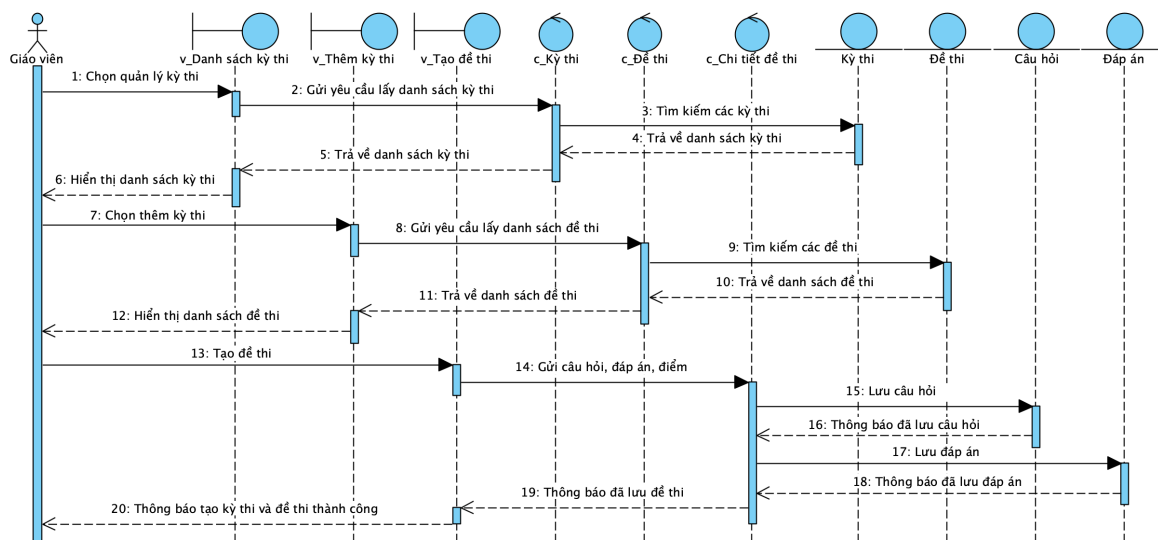 Giáo viên
v_Danh sách kỳ thi
v_Thêm kỳ thi
v_Tạo đề thi
c_Kỳ thi
c_Đề thi
c_Chi tiết đề thi
Kỳ thi
Đề thi
Câu hỏi
Đáp án
1: Chọn quản lý kỳ thi
2: Gửi yêu cầu lấy danh sách kỳ thi
3: Tìm kiếm các kỳ thi
4: Trả về danh sách kỳ thi
5: Trả về danh sách kỳ thi
6: Hiển thị danh sách kỳ thi
7: Chọn thêm kỳ thi
8: Gửi yêu cầu lấy danh sách đề thi
9: Tìm kiếm các đề thi
10: Trả về danh sách đề thi
11: Trả về danh sách đề thi
12: Hiển thị danh sách đề thi
13: Tạo đề thi
14: Gửi câu hỏi, đáp án, điểm
15: Lưu câu hỏi
16: Thông báo đã lưu câu hỏi
17: Lưu đáp án
18: Thông báo đã lưu đáp án
19: Thông báo đã lưu đề thi
20: Thông báo tạo kỳ thi và đề thi thành công